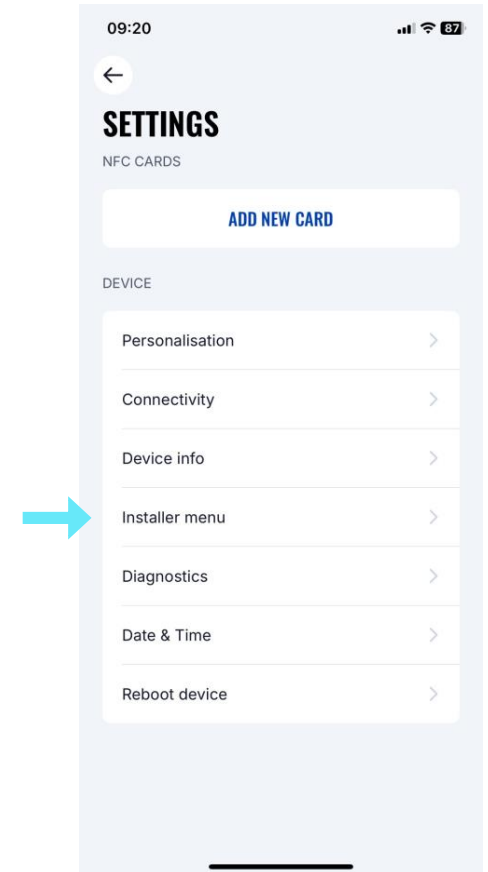 09:20
87
SETTINGS
NFC CARDS
ADD NEW CARD
DEVICE
Personalisation
Connectivity
Device info
Installer menu
Diagnostics
Date & Time
Reboot device